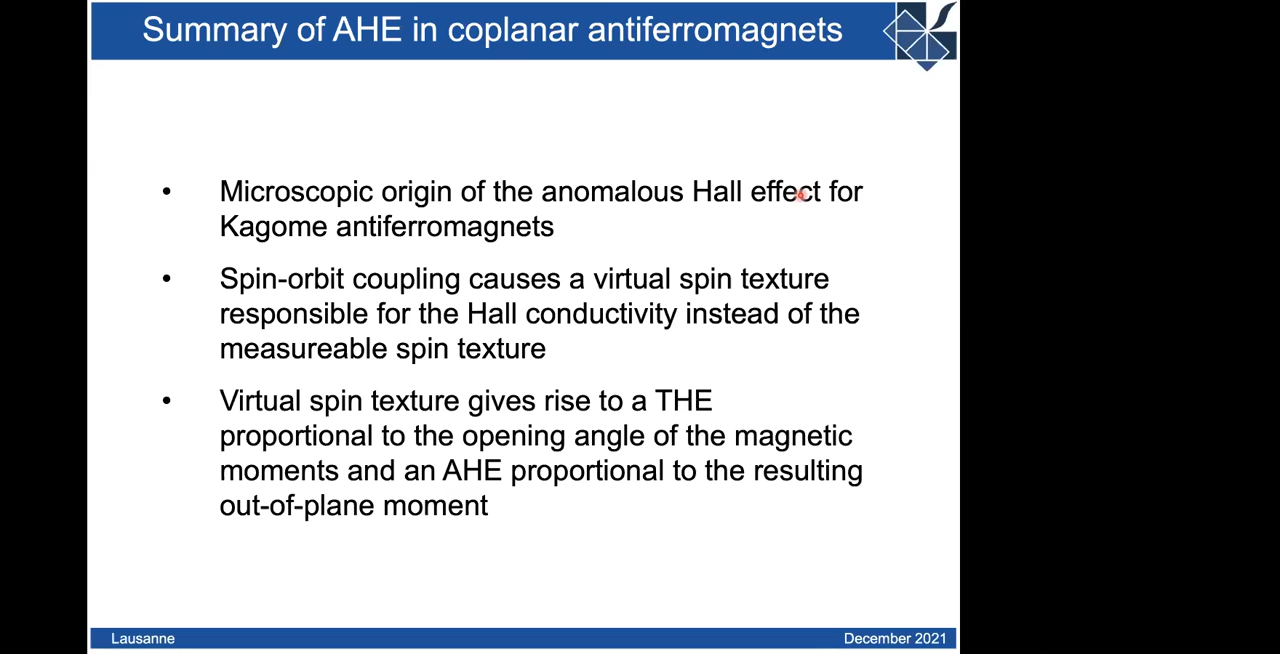 Summary of AHE in coplanar antiferromagnets
• Microscopic origin of the anomalous Hall effect for
Kagome antiferromagnets
• Spin-orbit coupling causes a virtual spin texture
responsible for the Hall conductivity instead of the
measureable spin texture
• Virtual spin texture gives rise to a THE
proportional to the opening angle of the magnetic
moments and an AHE proportional to the resulting
out-of-plane moment
Lausanne
December 2021